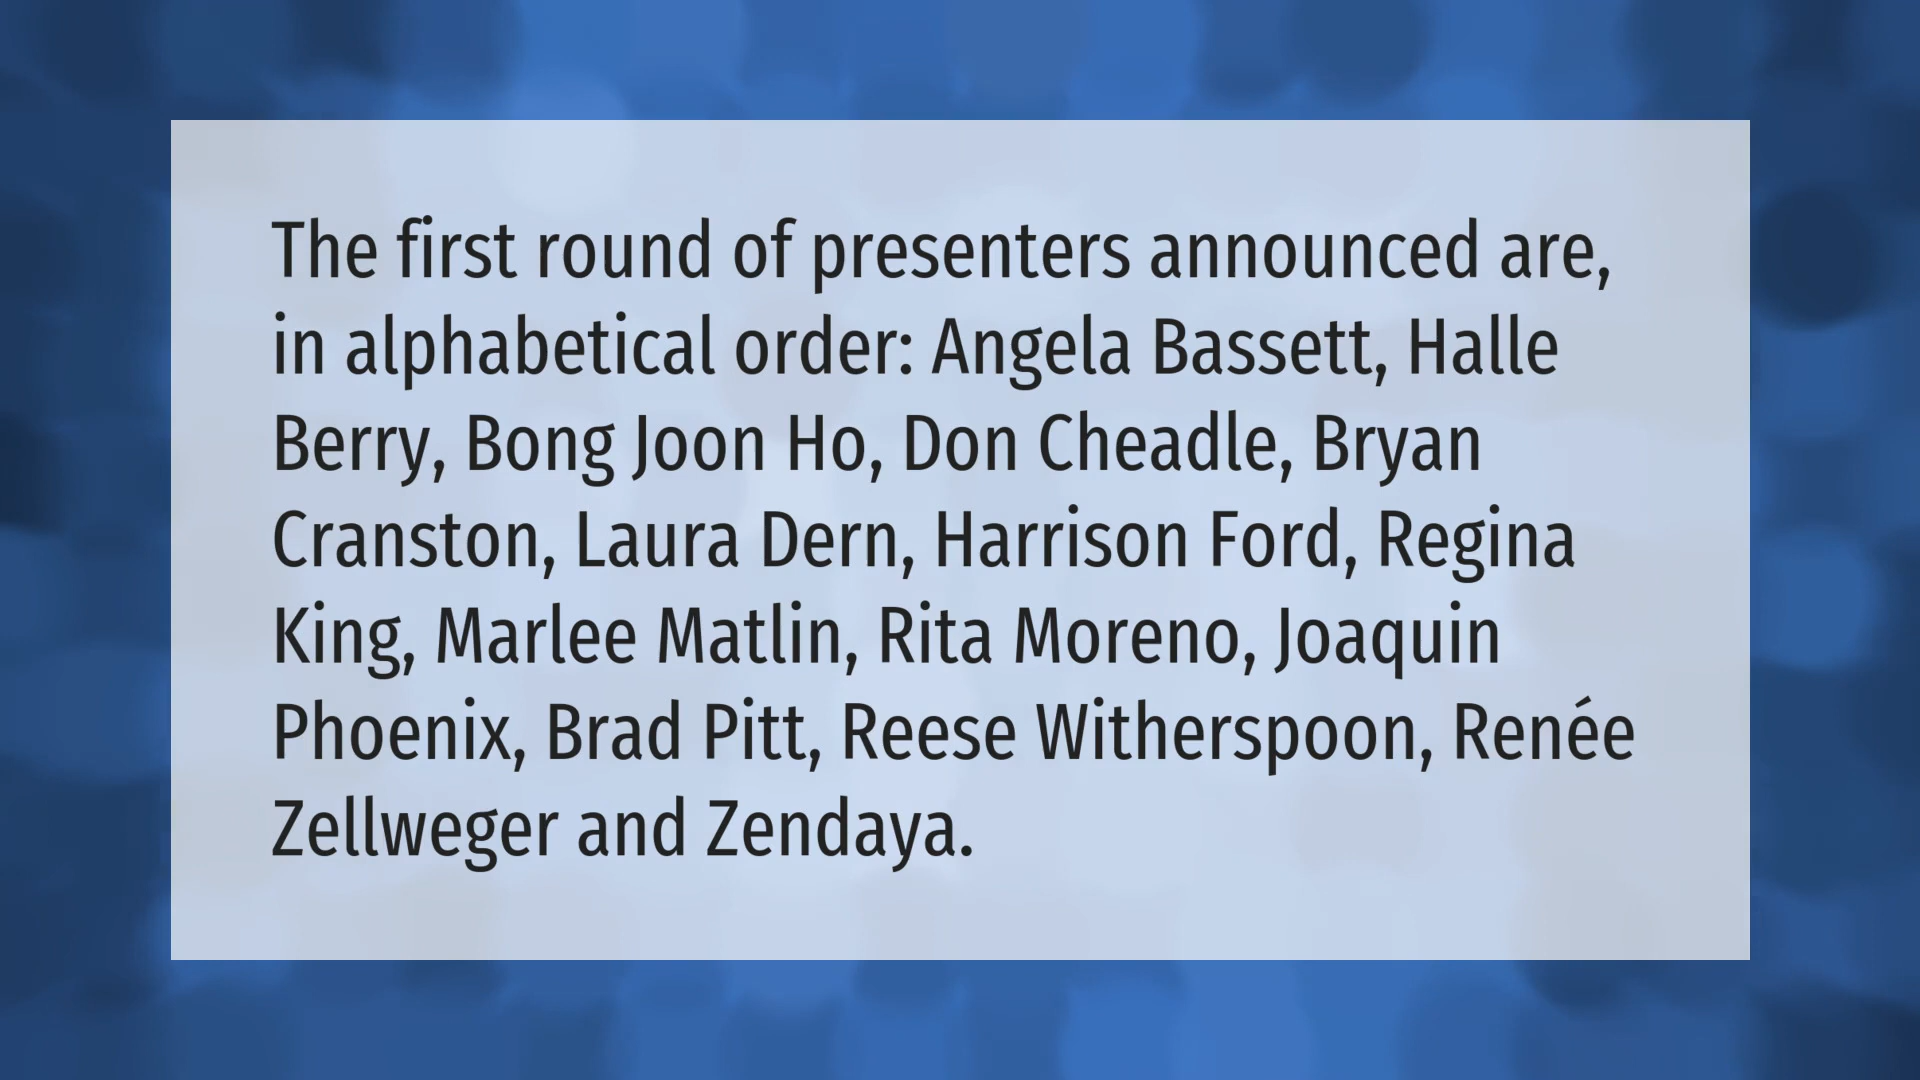 The first round of presenters announced are,
in alphabetical order: Angela Bassett, Halle
Berry, Bong Joon Ho, Don Cheadle, Bryan
Cranston, Laura Dern, Harrison Ford, Regina
King, Marlee Matlin, Rita Moreno, Joaquin
Phoenix, Brad Pitt, Reese Witherspoon, Renée
Zellweger and Zendaya.